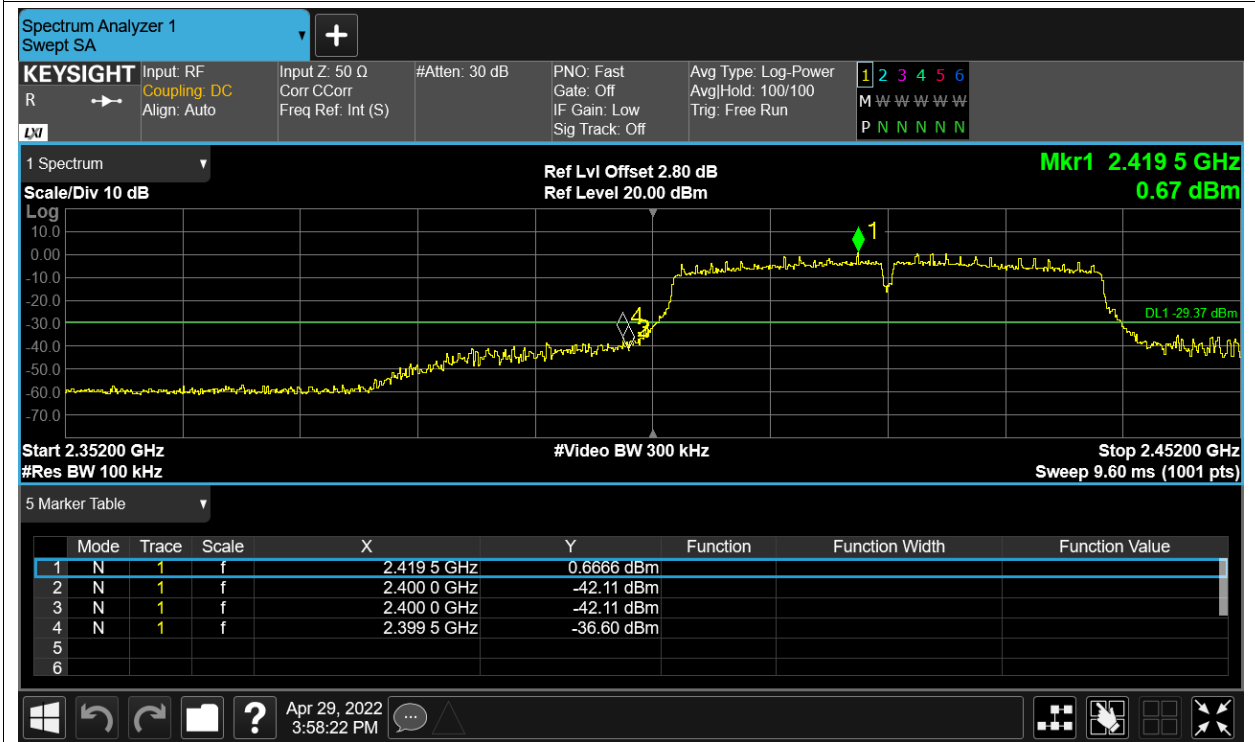 Spectrum Analyzer 1
Swept SA
+
KEYSIGHT
R
LXI
Input: RF
Coupling: DC
Align: Auto
Input Z: 50 Ω
Corr CCorr
Freq Ref: Int (S)
#Atten: 30 dB
PNO: Fast
Gate: Off
IF Gain: Low
Sig Track: Off
Avg Type: Log-Power
Avg|Hold: 100/100
Trig: Free Run
1 2 3 4 5 6
M W W W W W
P N N N N N
1 Spectrum
Scale/Div 10 dB
Ref Lvl Offset 2.80 dB
Ref Level 20.00 dBm
Mkr1 2.419 5 GHz
0.67 dBm
Log
10.0
0.00
-10.0
-20.0
-30.0
-40.0
-50.0
-60.0
-70.0
1
4
DL1 -29.37 dBm
Start 2.35200 GHz
#Res BW 100 kHz
#Video BW 300 kHz
Stop 2.45200 GHz
Sweep 9.60 ms (1001 pts)
5 Marker Table
Mode Trace Scale X Y Function Function Width Function Value
1 N 1 f 2.419 5 GHz 0.6666 dBm
2 N 1 f 2.400 0 GHz -42.11 dBm
3 N 1 f 2.400 0 GHz -42.11 dBm
4 N 1 f 2.399 5 GHz -36.60 dBm
5
6
?
Apr 29, 2022
3:58:22 PM